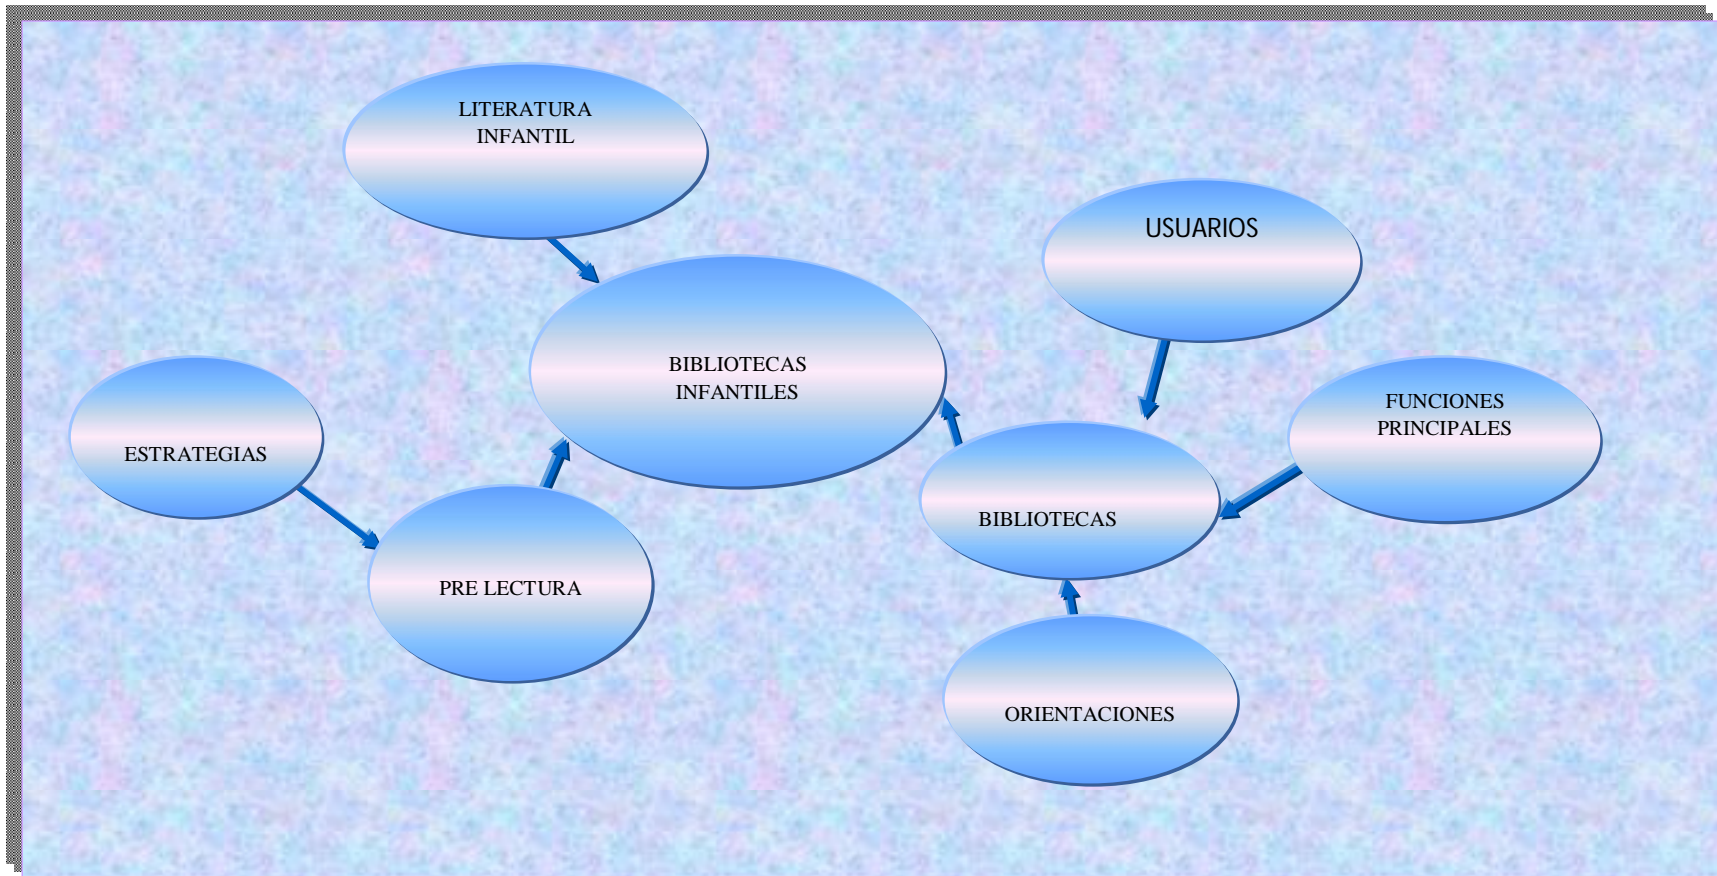 LITERATURA
INFANTIL
USUARIOS
BIBLIOTECAS
INFANTILES
FUNCIONES
PRINCIPALES
ESTRATEGIAS
BIBLIOTECAS
PRE LECTURA
ORIENTACIONES